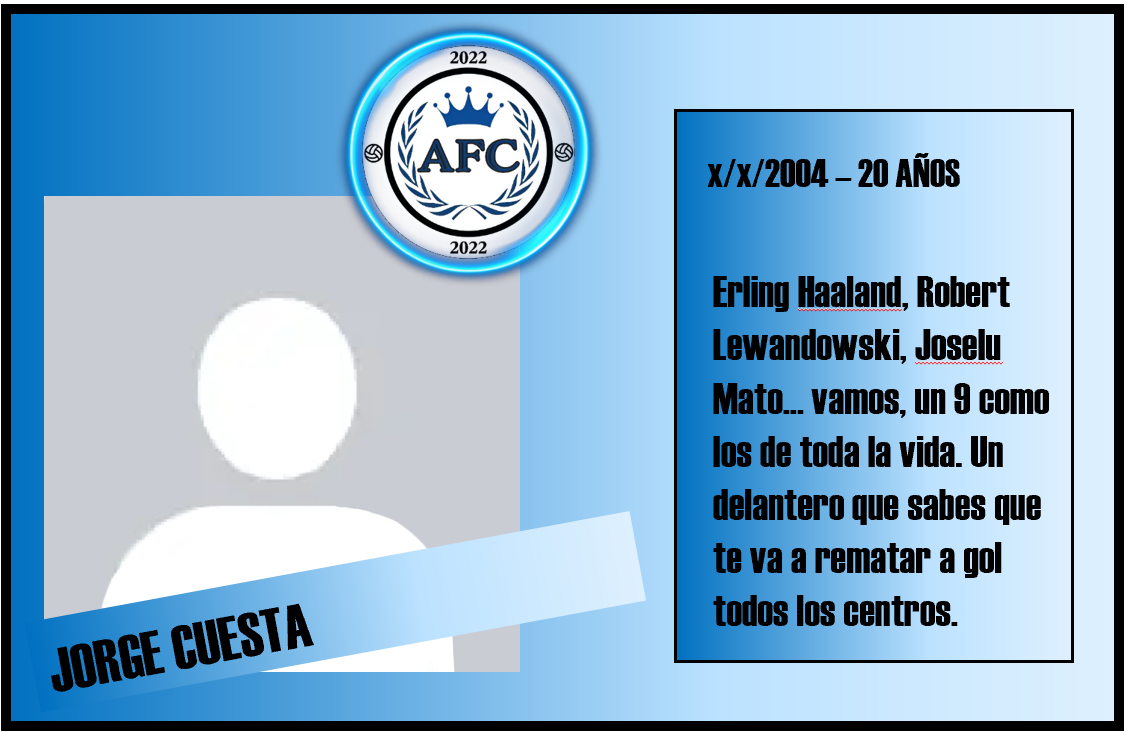 2022
AFC
2022
x/x/2004 – 20 AÑOS
Erling Haaland, Robert
Lewandowski, Joselu
Mato... vamos, un 9 como
los de toda la vida. Un
delantero que sabes que
te va a rematar a gol
todos los centros.
JORGE CUESTA